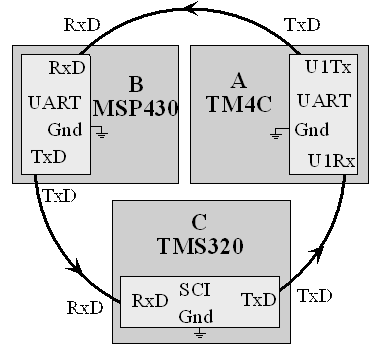 RxD
TxD
RxD
UART
Gnd
TxD
B
MSP430
A
TM4C
U1Tx
UART
Gnd
U1Rx
TxD
C
TMS320
RxD
RxD
SCI
Gnd
TxD
TxD